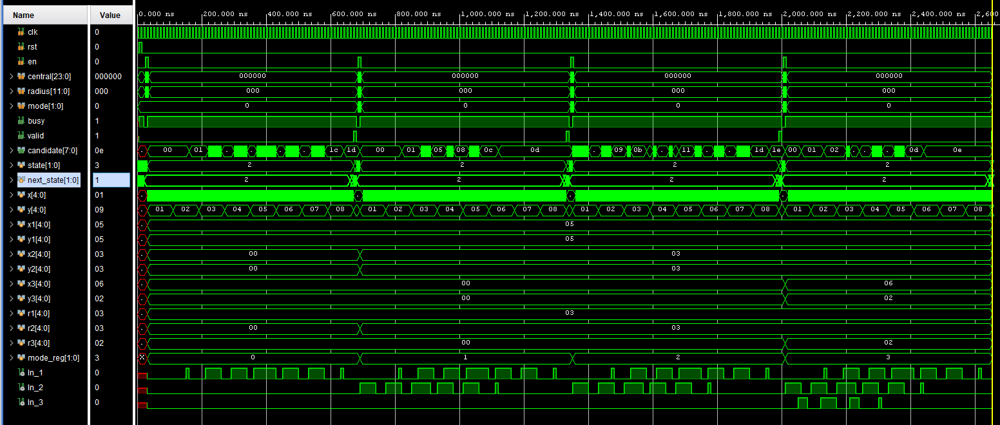 Name Value 0.000 ns 200.000 ns 400.000 ns 600.000 ns 800.000 ns 1,000.000 ns 1,200.000 ns 1,400.000 ns 1,600.000 ns 1,800.000 ns 2,000.000 ns 2,200.000 ns 2,400.000 ns 2,600
clk 0
rst 0
en 0
central[23:0] 000000 000000 000000 000000 000000
radius[11:0] 000 000 000 000 000
mode[1:0] 0 0 0 0 0
busy 1
valid 1
candidate[7:0] 0e . 00 01 . . . . 1c 1d 00 01 05 08 0c 0d . 09 0b . . 11 . . 1d 1e 00 01 02 . . 0d 0e
state[1:0] 3 2 2 2 2
next_state[1:0] 1 2 2 2 2
x[4:0] 01 . . . .
y[4:0] 09 . 01 02 03 04 05 06 07 08 01 02 03 04 05 06 07 08 01 02 03 04 05 06 07 08 01 02 03 04 05 06 07 08
x1[4:0] 05 . 05
y1[4:0] 05 . 05
x2[4:0] 03 . 00 03
y2[4:0] 03 . 00 03
x3[4:0] 06 . 00 06
y3[4:0] 02 . 00 02
r1[4:0] 03 . 03
r2[4:0] 03 . 00 03
r3[4:0] 02 . 00 02
mode_reg[1:0] 3 X 0 1 2 3
In_1 0
In_2 0
In_3 0